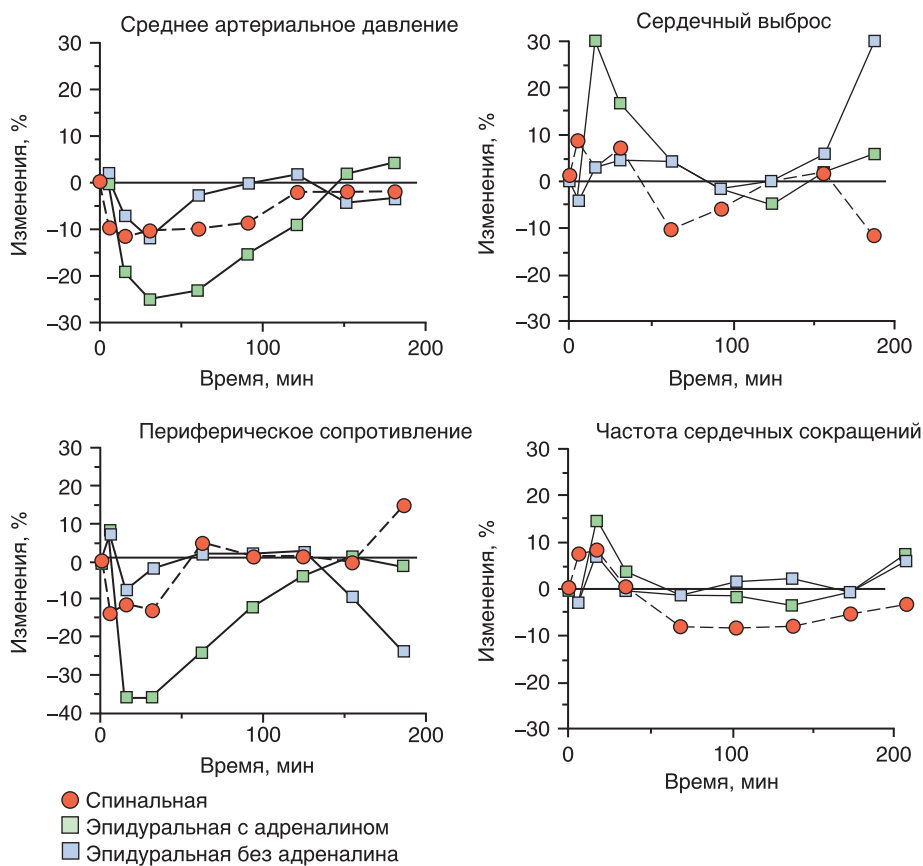 Среднее артериальное давление
30
20
10
0
–10
–20
–30
Изменения, %
0
100
200
Время, мин
Сердечный выброс
30
20
10
0
–10
–20
–30
Изменения, %
0
100
200
Время, мин
Периферическое сопротивление
30
20
10
0
–10
–20
–30
–40
Изменения, %
0
100
200
Время, мин
Частота сердечных сокращений
30
20
10
0
–10
–20
–30
Изменения, %
0
100
200
Время, мин
Спинальная
Эпидуральная с адреналином
Эпидуральная без адреналина